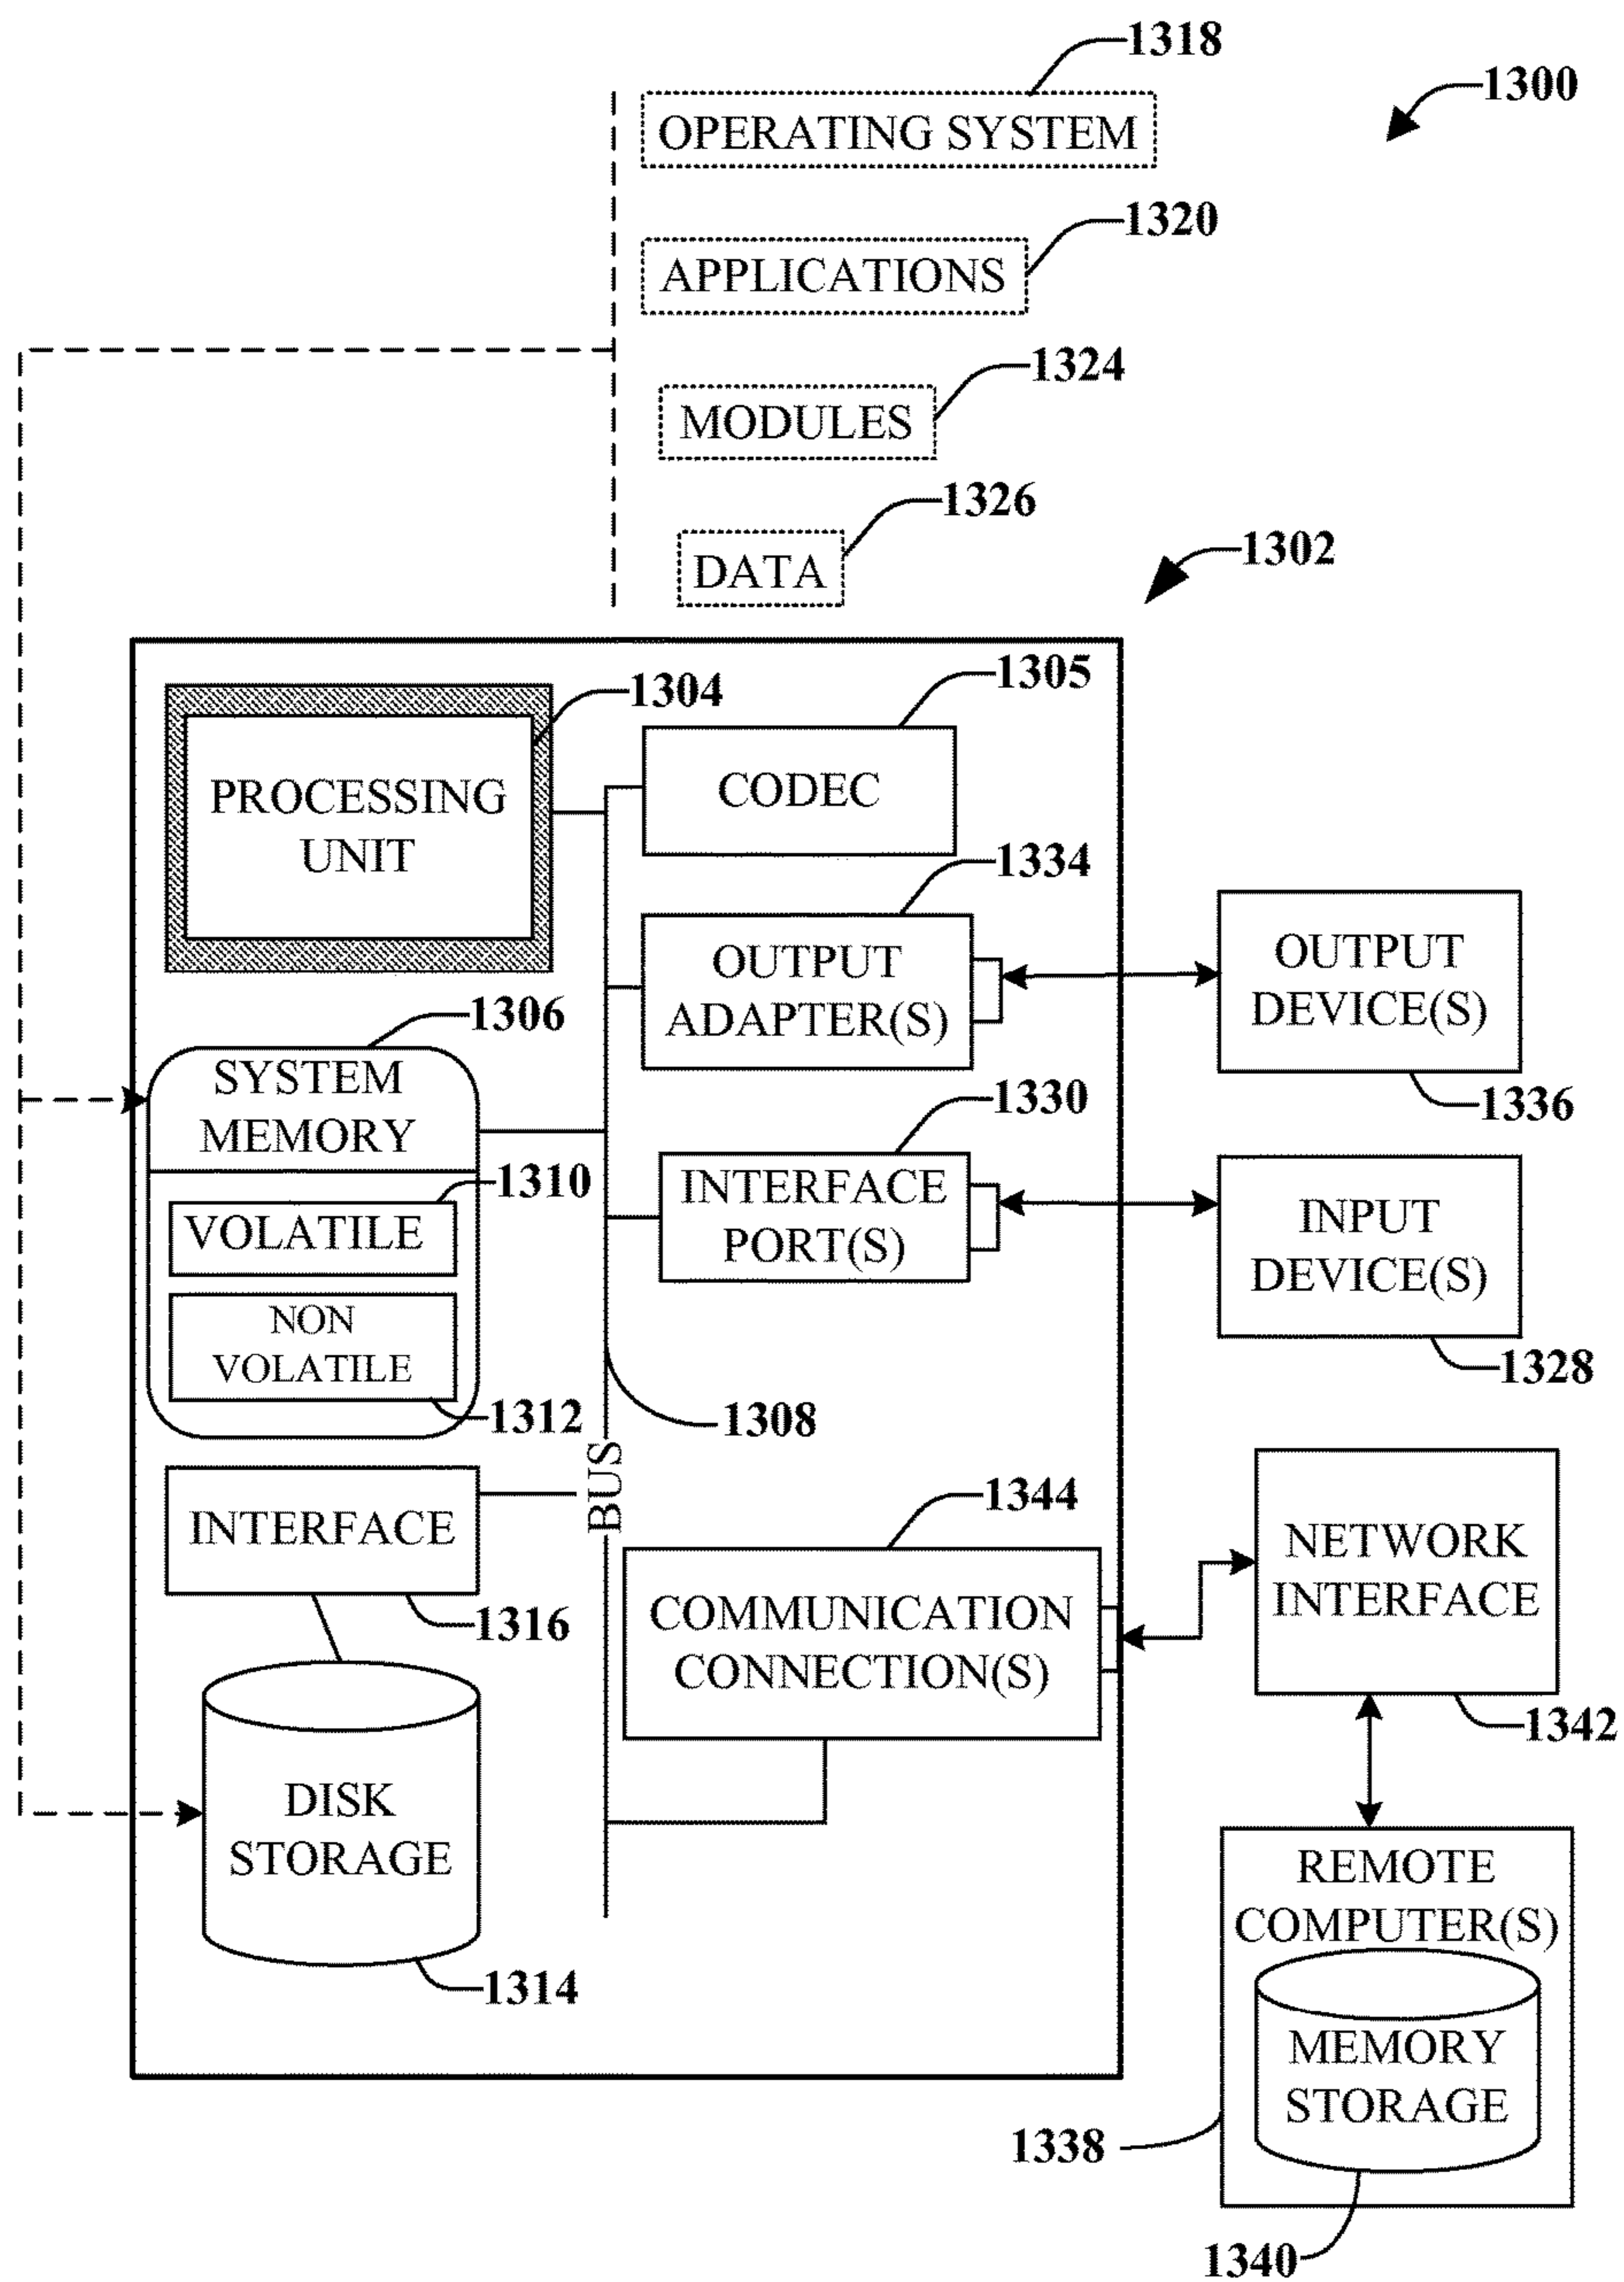 1318
1300
OPERATING SYSTEM
1320
APPLICATIONS
1324
MODULES
1326
DATA
1302
1304
PROCESSING
UNIT
1305
CODEC
1334
OUTPUT
ADAPTER(S)
OUTPUT
DEVICE(S)
1336
1306
SYSTEM
MEMORY
1310
VOLATILE
NON
VOLATILE
1312
1330
INTERFACE
PORT(S)
INPUT
DEVICE(S)
1328
1308
BUS
INTERFACE
1316
1344
COMMUNICATION
CONNECTION(S)
NETWORK
INTERFACE
1342
DISK
STORAGE
1314
REMOTE
COMPUTER(S)
MEMORY
STORAGE
1338
1340